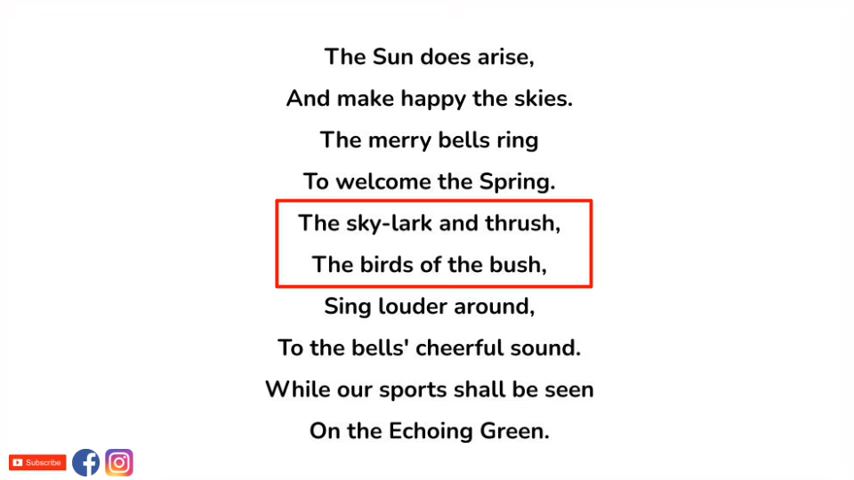 The Sun does arise,
And make happy the skies.
The merry bells ring
To welcome the Spring.
The sky-lark and thrush,
The birds of the bush,
Sing louder around,
To the bells' cheerful sound.
While our sports shall be seen
On the Echoing Green.
Subscribe